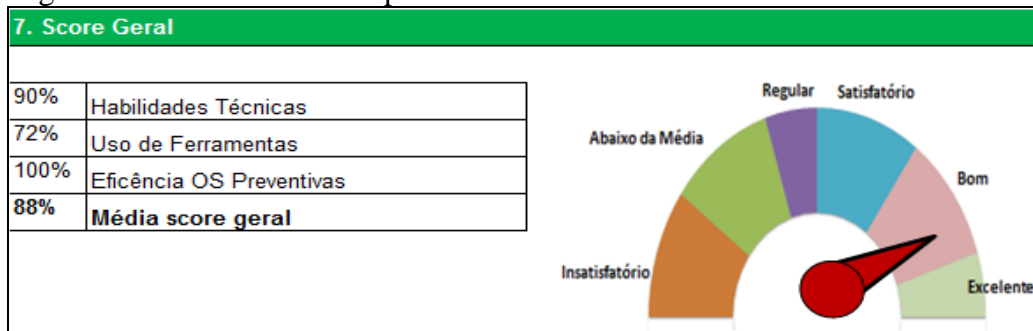 7. Score Geral
90% Habilidades Técnicas
72% Uso de Ferramentas
100% Eficência OS Preventivas
88% Média score geral
Regular Satisfatório
Abaixo da Média
Bom
Insatisfatório
Excelente